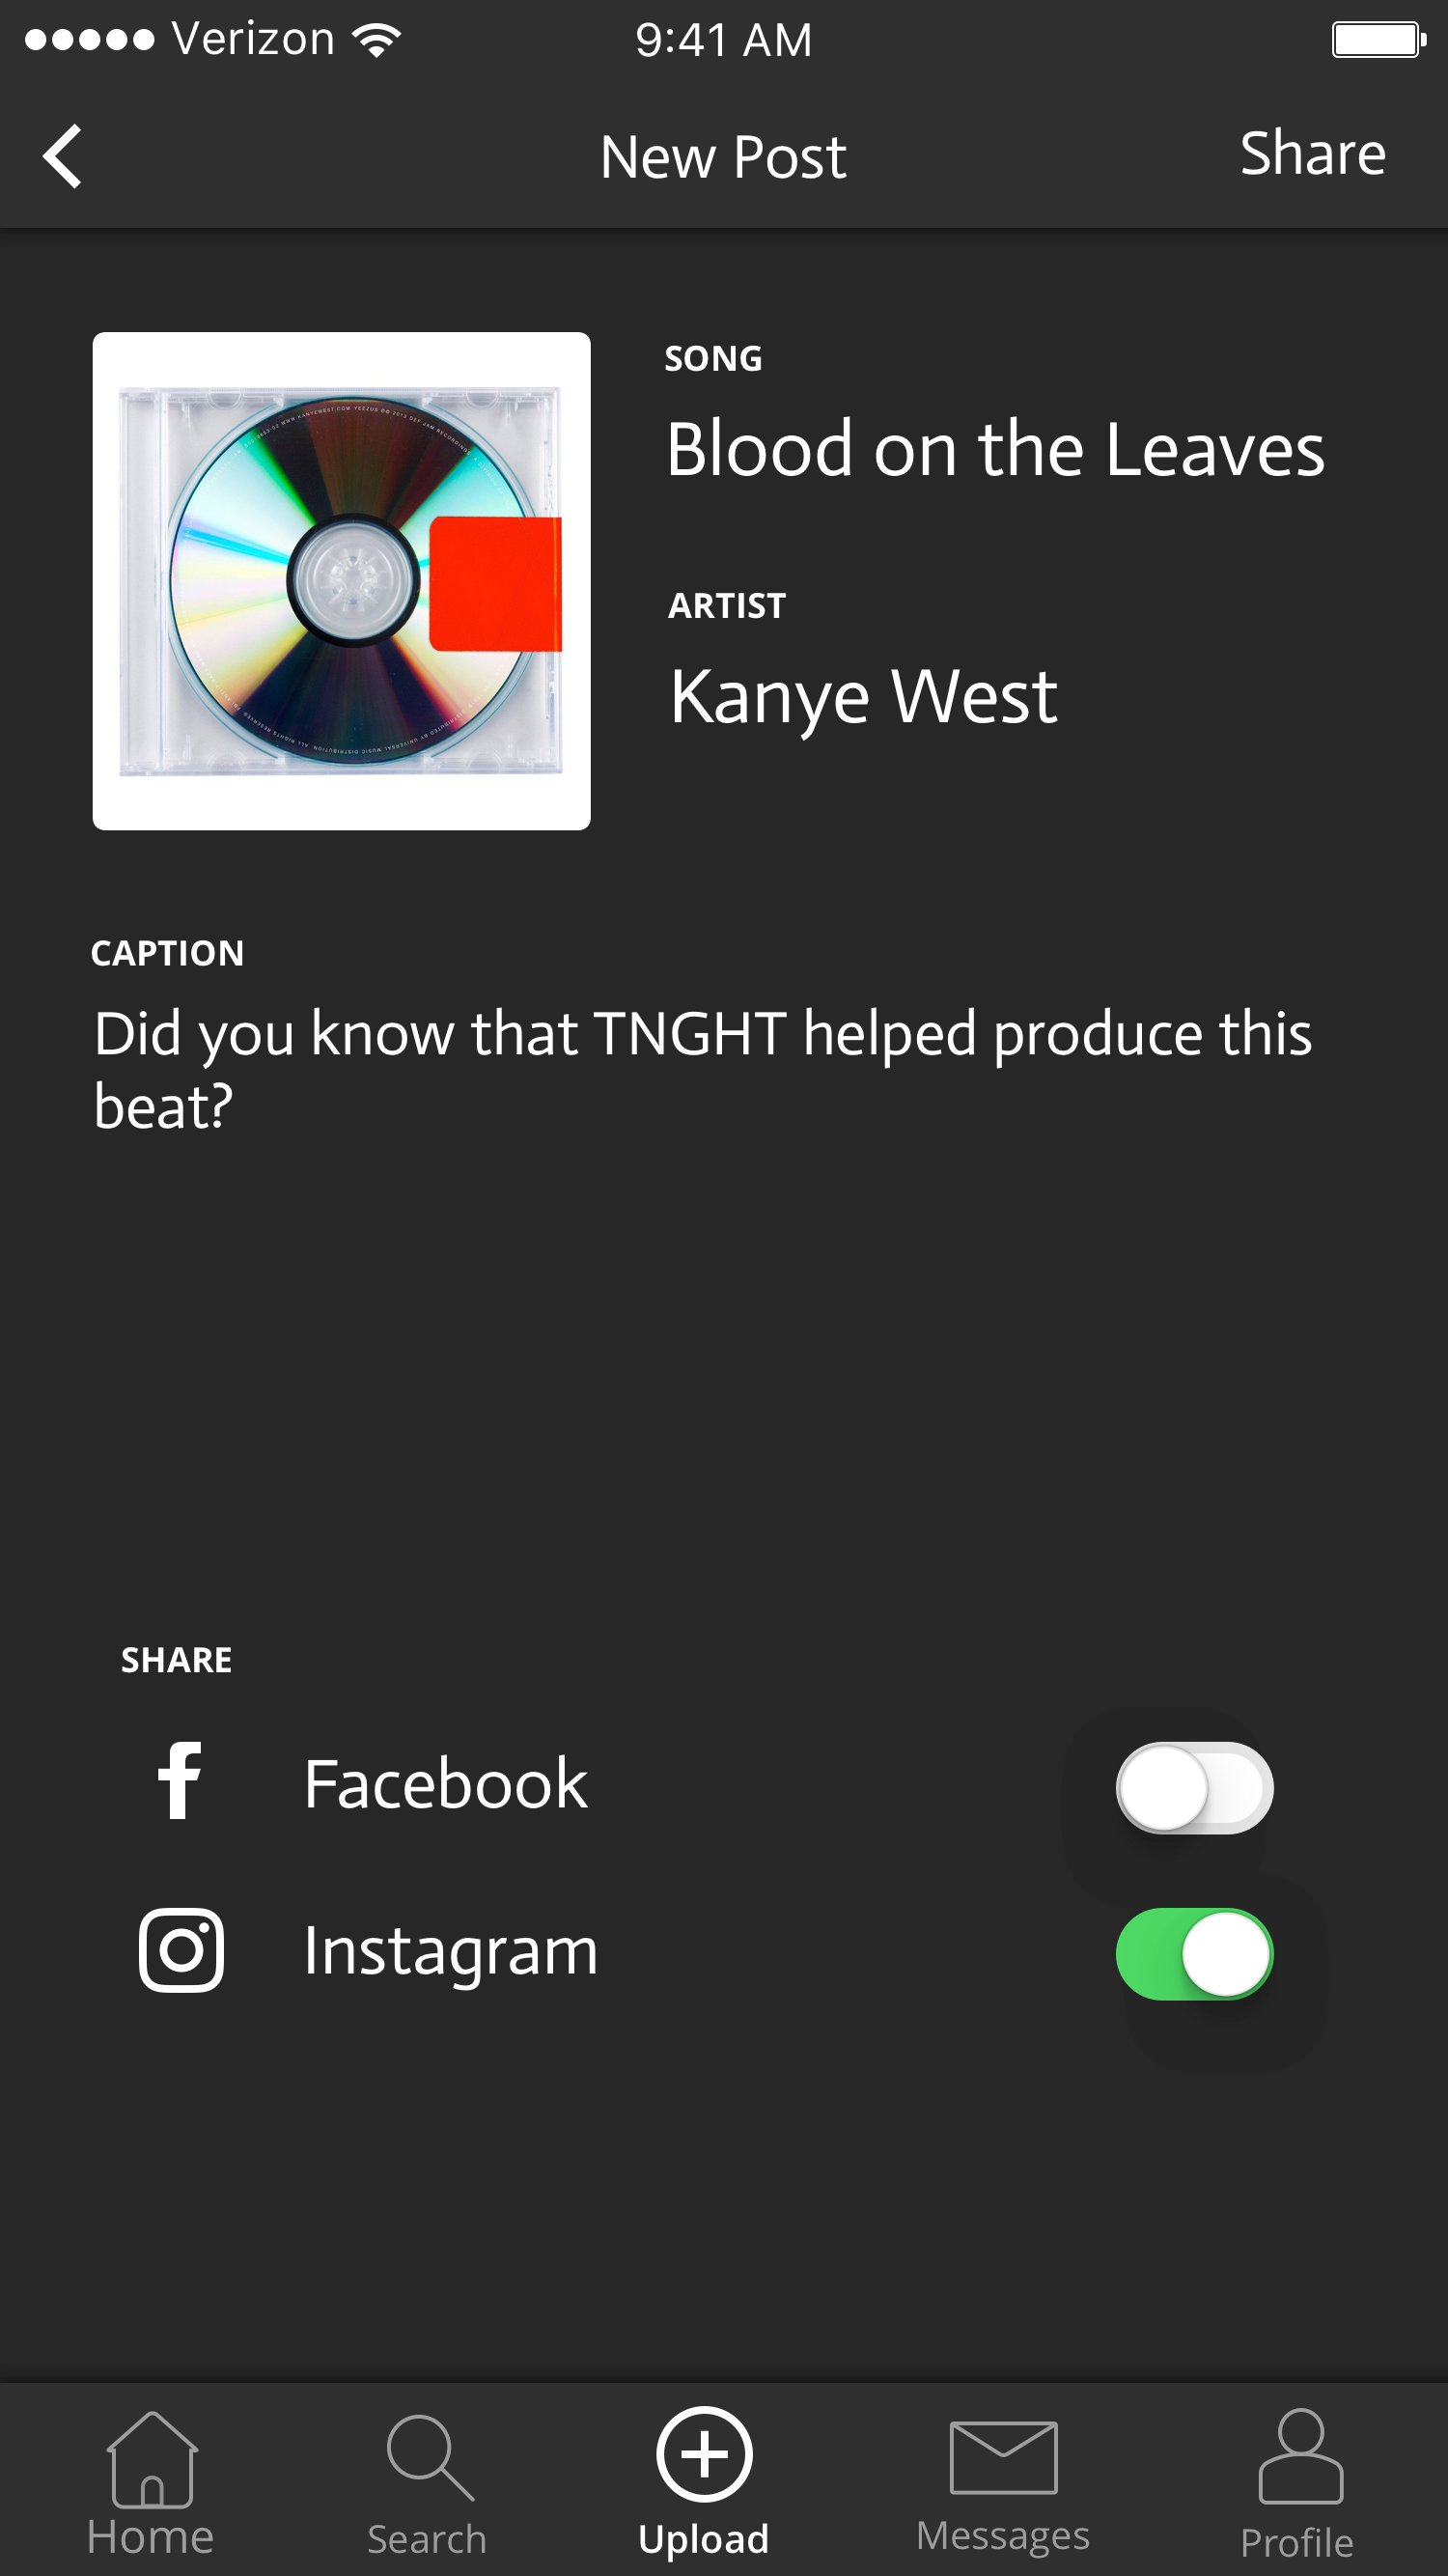 Verizon
9:41 AM
New Post
Share
SONG
Blood on the Leaves
ARTIST
Kanye West
CAPTION
Did you know that TNGHT helped produce this
beat?
SHARE
Facebook
Instagram
Home
Search
Upload
Messages
Profile